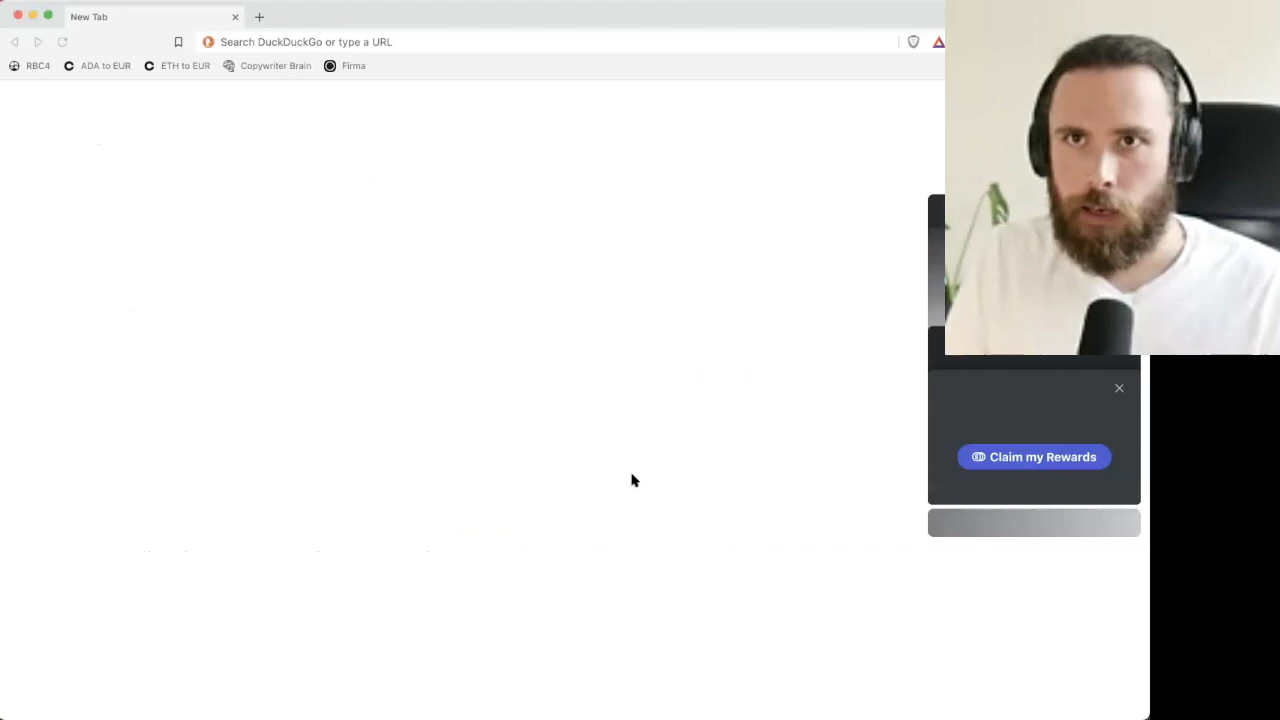 New Tab
Search DuckDuckGo or type a URL
RBC4 ADA to EUR ETH to EUR Copywriter Brain Firma
Claim my Rewards